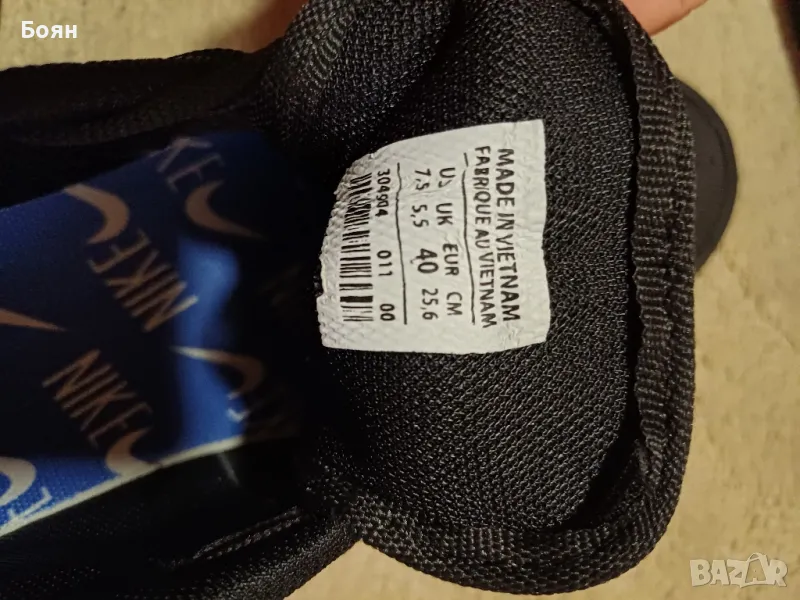 Боян
MADE IN VIETNAM
FABRIQUE AU VIETNAM
US UK EUR CM
7,5 5,5 40 25,6
304904 011 00
NIKE
NIKE
BAZAR